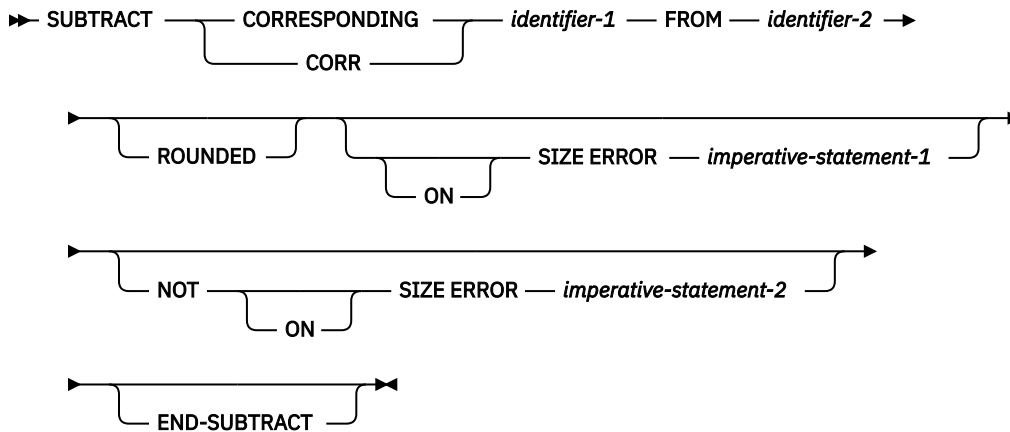 SUBTRACT CORRESPONDING identifier-1 FROM identifier-2
CORR
ROUNDED SIZE ERROR imperative-statement-1
ON
NOT SIZE ERROR imperative-statement-2
ON
END-SUBTRACT